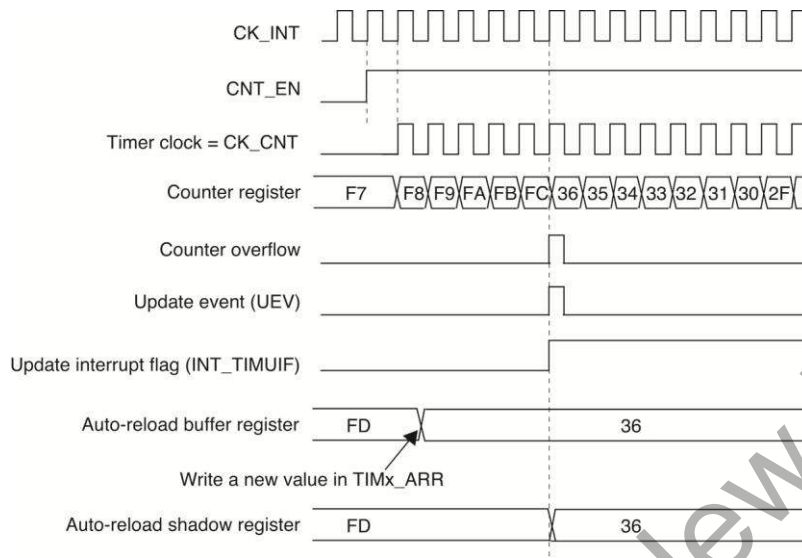 CK_INT
CNT_EN
Timer clock = CK_CNT
Counter register F7 F8 F9 FA FB FC 36 35 34 33 32 31 30 2F
Counter overflow
Update event (UEV)
Update interrupt flag (INT_TIMUIF)
Auto-reload buffer register FD 36
Write a new value in TIMx_ARR
Auto-reload shadow register FD 36